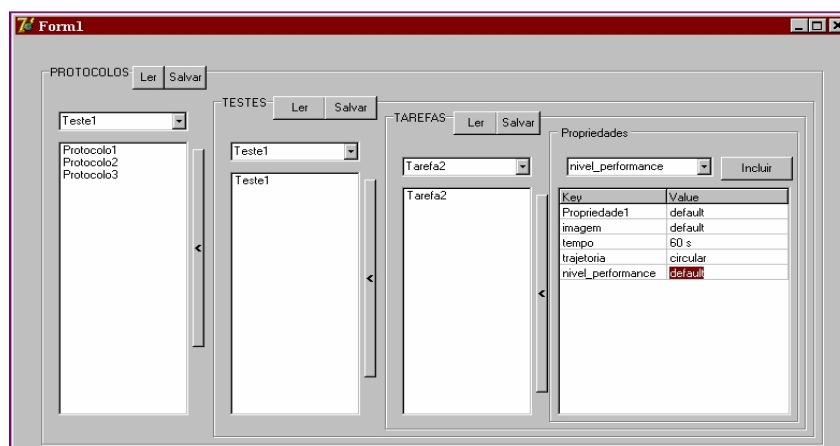 Form1
PROTOCOLOS Ler Salvar
Teste1
Protocolo1
Protocolo2
Protocolo3
<
TESTES Ler Salvar
Teste1
Teste1
<
TAREFAS Ler Salvar
Tarefa2
Tarefa2
<
Propriedades
nivel_performance Incluir
Key Value
Propriedade1 default
imagem default
tempo 60 s
trajetoria circular
nivel_performance default